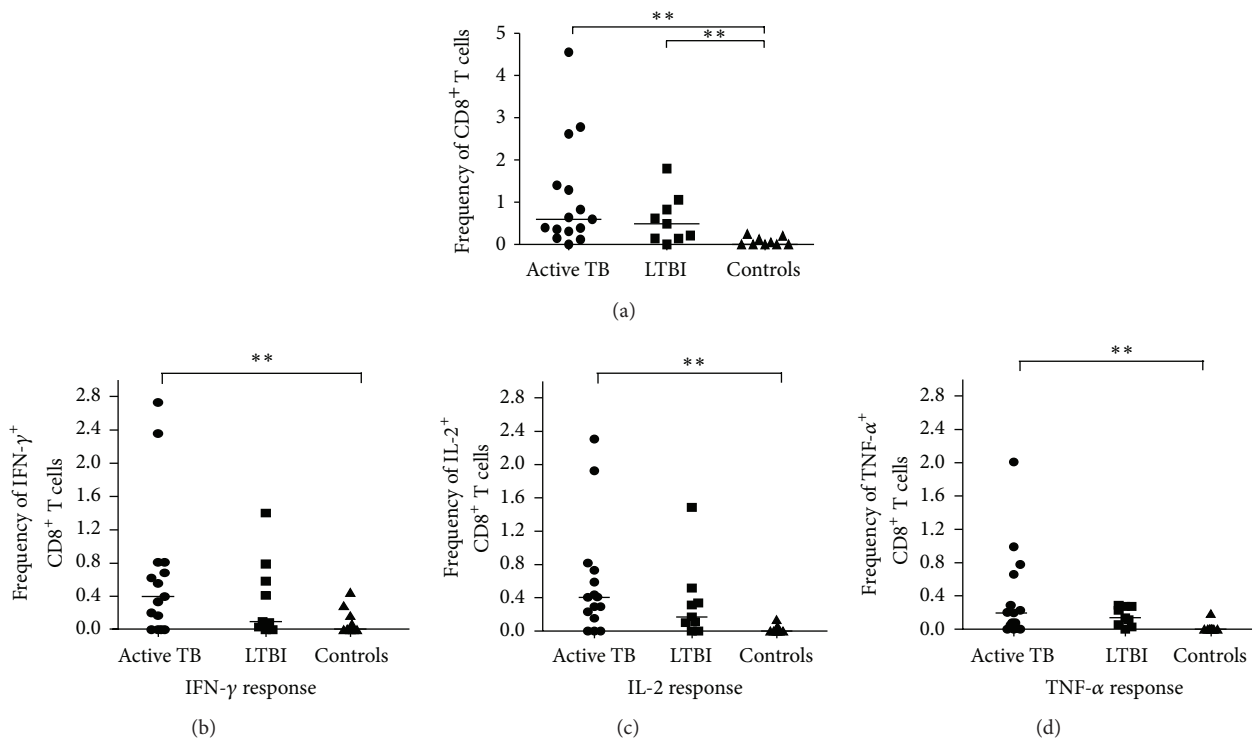 **
**
Frequency of CD8+ T cells
5
4
3
2
1
0
Active TB LTBI Controls
(a)
**
Frequency of IFN-γ+
CD8+ T cells
2.8
2.4
2.0
1.6
1.2
0.8
0.4
0.0
Active TB LTBI Controls
IFN-γ response
(b)
**
Frequency of IL-2+
CD8+ T cells
2.8
2.4
2.0
1.6
1.2
0.8
0.4
0.0
Active TB LTBI Controls
IL-2 response
(c)
**
Frequency of TNF-α+
CD8+ T cells
2.8
2.4
2.0
1.6
1.2
0.8
0.4
0.0
Active TB LTBI Controls
TNF-α response
(d)